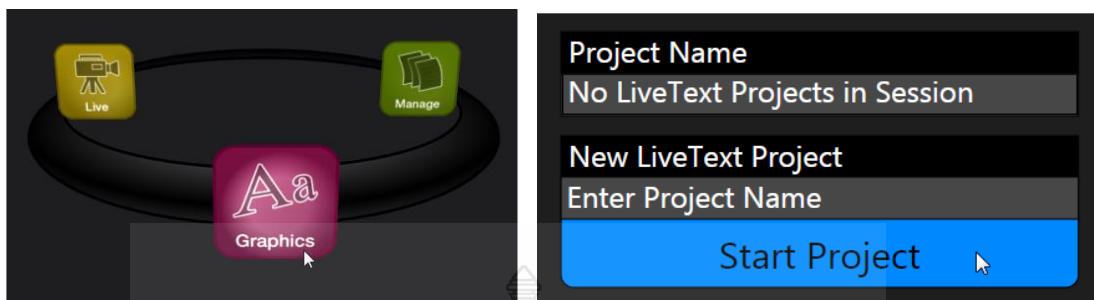 Live
Manage
Aa
Graphics
Project Name
No LiveText Projects in Session
New LiveText Project
Enter Project Name
Start Project